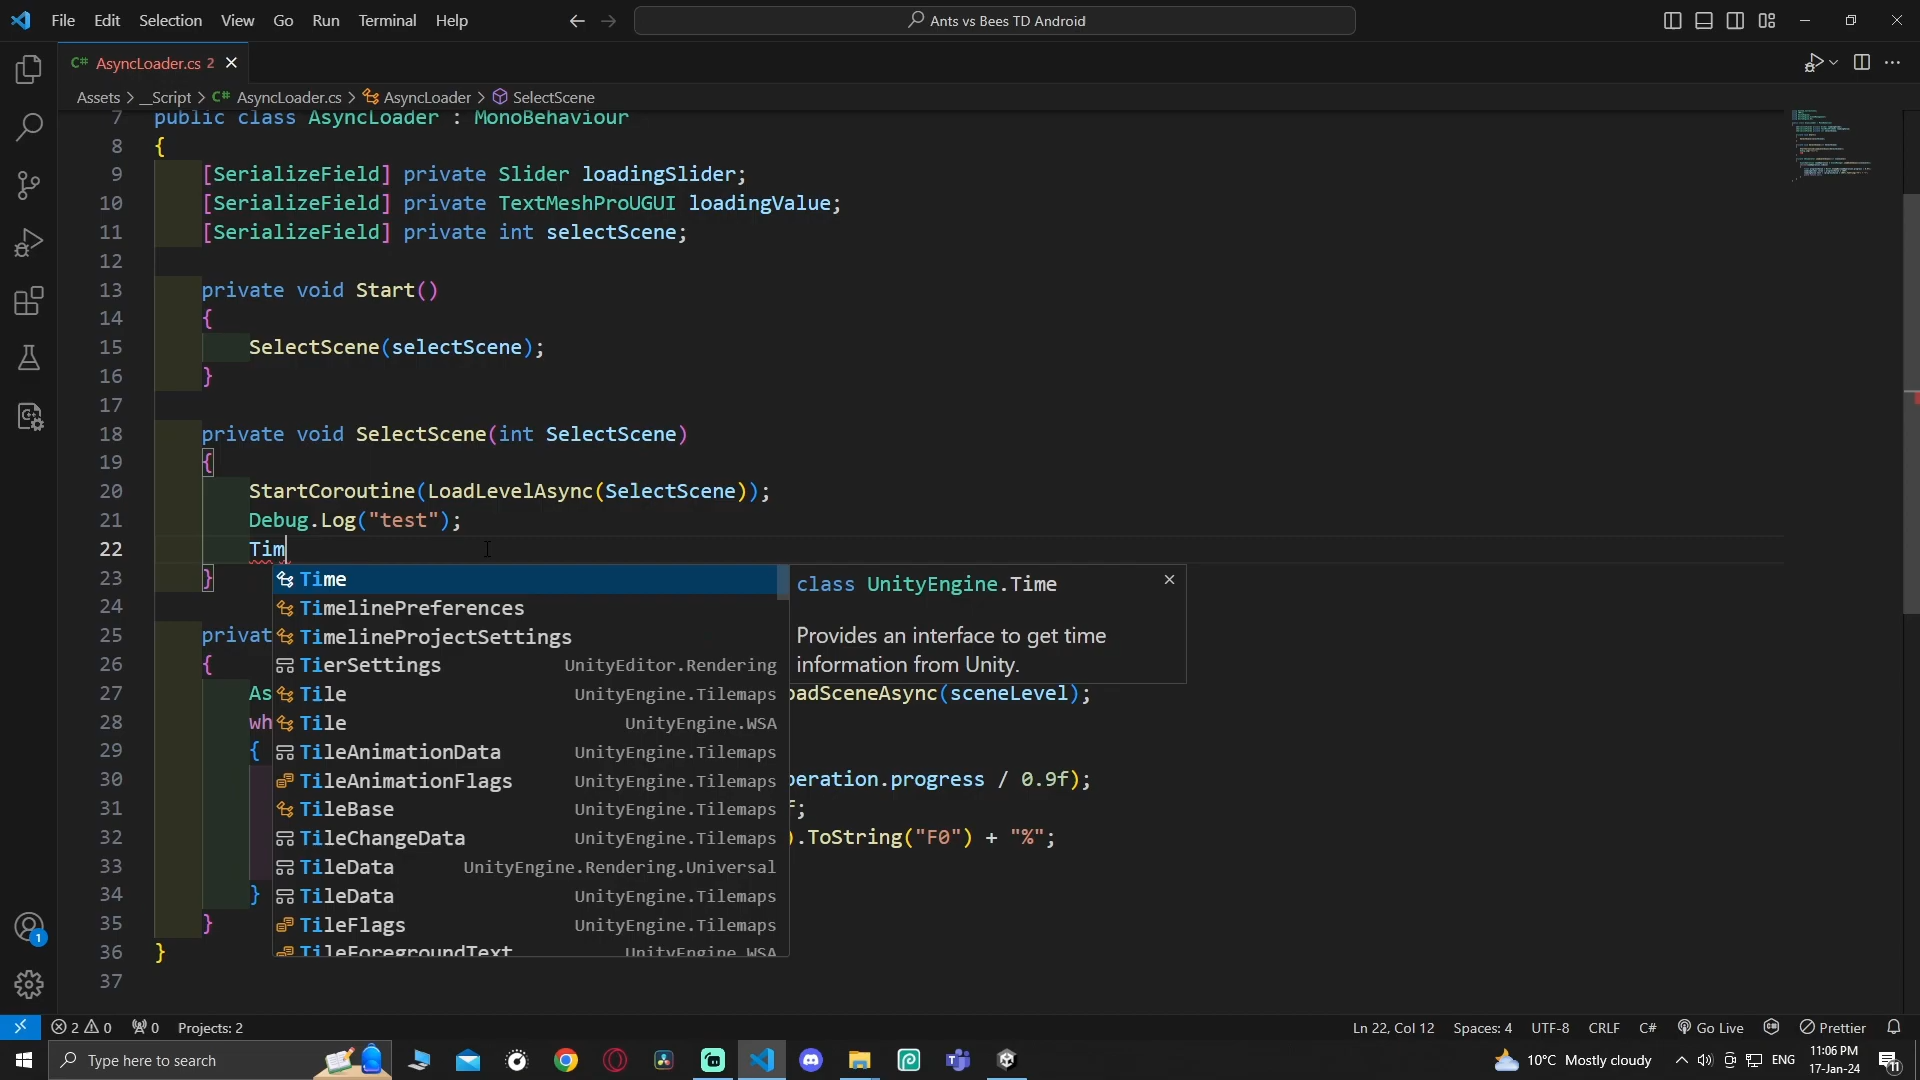 File Edit Selection View Go Run Terminal Help
Ants vs Bees TD Android
C# AsyncLoader.cs 2
Assets > __Script > C# AsyncLoader.cs > AsyncLoader > SelectScene
7 public class AsyncLoader : MonoBehaviour
8 {
9 [SerializeField] private Slider loadingSlider;
10 [SerializeField] private TextMeshProUGUI loadingValue;
11 [SerializeField] private int selectScene;
12
13 private void Start()
14 {
15 SelectScene(selectScene);
16 }
17
18 private void SelectScene(int SelectScene)
19 {
20 StartCoroutine(LoadLevelAsync(SelectScene));
21 Debug.Log("test");
22 Tim
23 }
24
25 privat
26 {
27 As
28 wh
29 {
30
31
32
33
34 }
35 }
36 }
37
Time
TimelinePreferences
TimelineProjectSettings
TierSettings UnityEditor.Rendering
Tile UnityEngine.Tilemaps
Tile UnityEngine.WSA
TileAnimationData UnityEngine.Tilemaps
TileAnimationFlags UnityEngine.Tilemaps
TileBase UnityEngine.Tilemaps
TileChangeData UnityEngine.Tilemaps
TileData UnityEngine.Rendering.Universal
TileData UnityEngine.Tilemaps
TileFlags UnityEngine.Tilemaps
TileForegroundText UnityEngine.WSA
class UnityEngine.Time
Provides an interface to get time
information from Unity.
oadSceneAsync(sceneLevel);
peration.progress / 0.9f);
f;
).ToString("F0") + "%";
2 0 0 Projects: 2
Ln 22, Col 12 Spaces: 4 UTF-8 CRLF C# Go Live Prettier
1
Type here to search
10°C Mostly cloudy ENG
11:06 PM
17-Jan-24
11